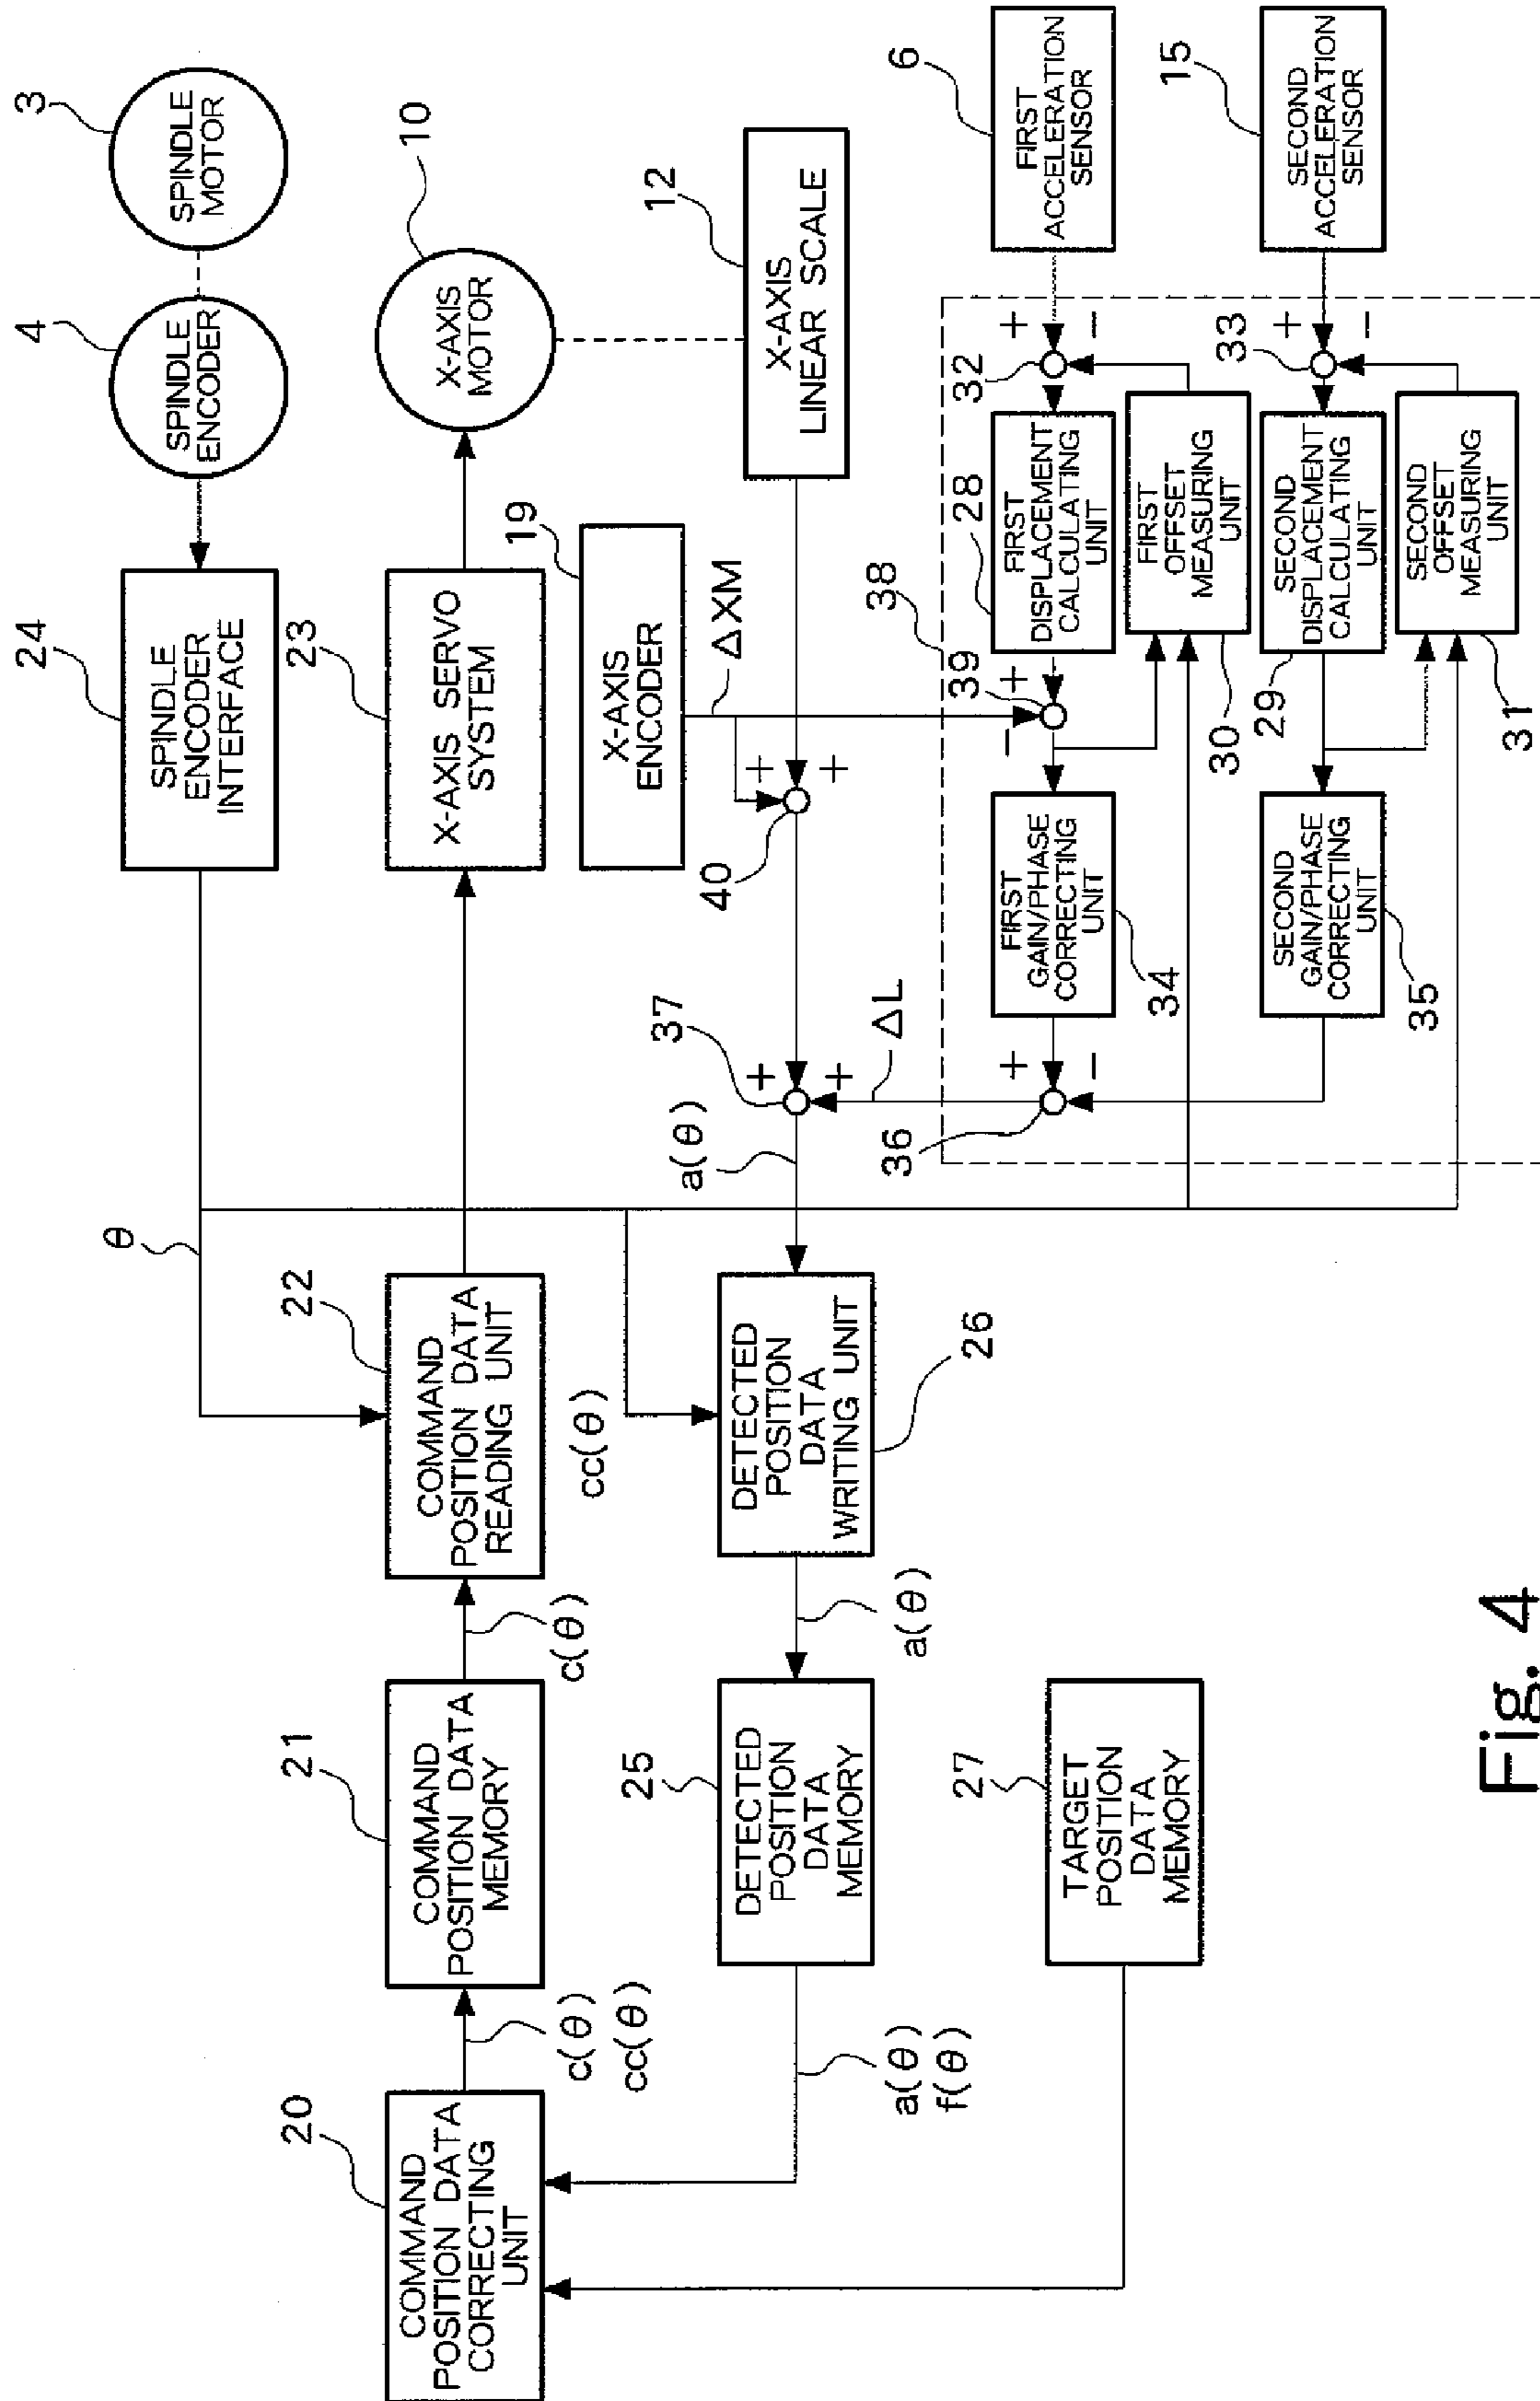 3
SPINDLE
MOTOR
4
SPINDLE
ENCODER
24
SPINDLE
ENCODER
INTERFACE
θ
10
X-AXIS
MOTOR
23
X-AXIS SERVO
SYSTEM
22
COMMAND
POSITION DATA
READING UNIT
cc(θ)
c(θ)
21
COMMAND
POSITION DATA
MEMORY
c(θ)
cc(θ)
20
COMMAND
POSITION DATA
CORRECTING
UNIT
12
X-AXIS
LINEAR SCALE
19
X-AXIS
ENCODER
ΔXM
+
+
40
37
+
+
a(θ)
ΔL
DETECTED
POSITION
DATA
WRITING UNIT
26
a(θ)
25
DETECTED
POSITION
DATA
MEMORY
a(θ)
f(θ)
27
TARGET
POSITION
DATA
MEMORY
6
FIRST
ACCELERATION
SENSOR
15
SECOND
ACCELERATION
SENSOR
38
+
−
32
28
FIRST
DISPLACEMENT
CALCULATING
UNIT
FIRST
OFFSET
MEASURING
UNIT
30
39
+
−
FIRST
GAIN/PHASE
CORRECTING
UNIT
34
+
−
36
+
−
33
SECOND
DISPLACEMENT
CALCULATING
UNIT
29
SECOND
OFFSET
MEASURING
UNIT
31
SECOND
GAIN/PHASE
CORRECTING
UNIT
35
Fig. 4